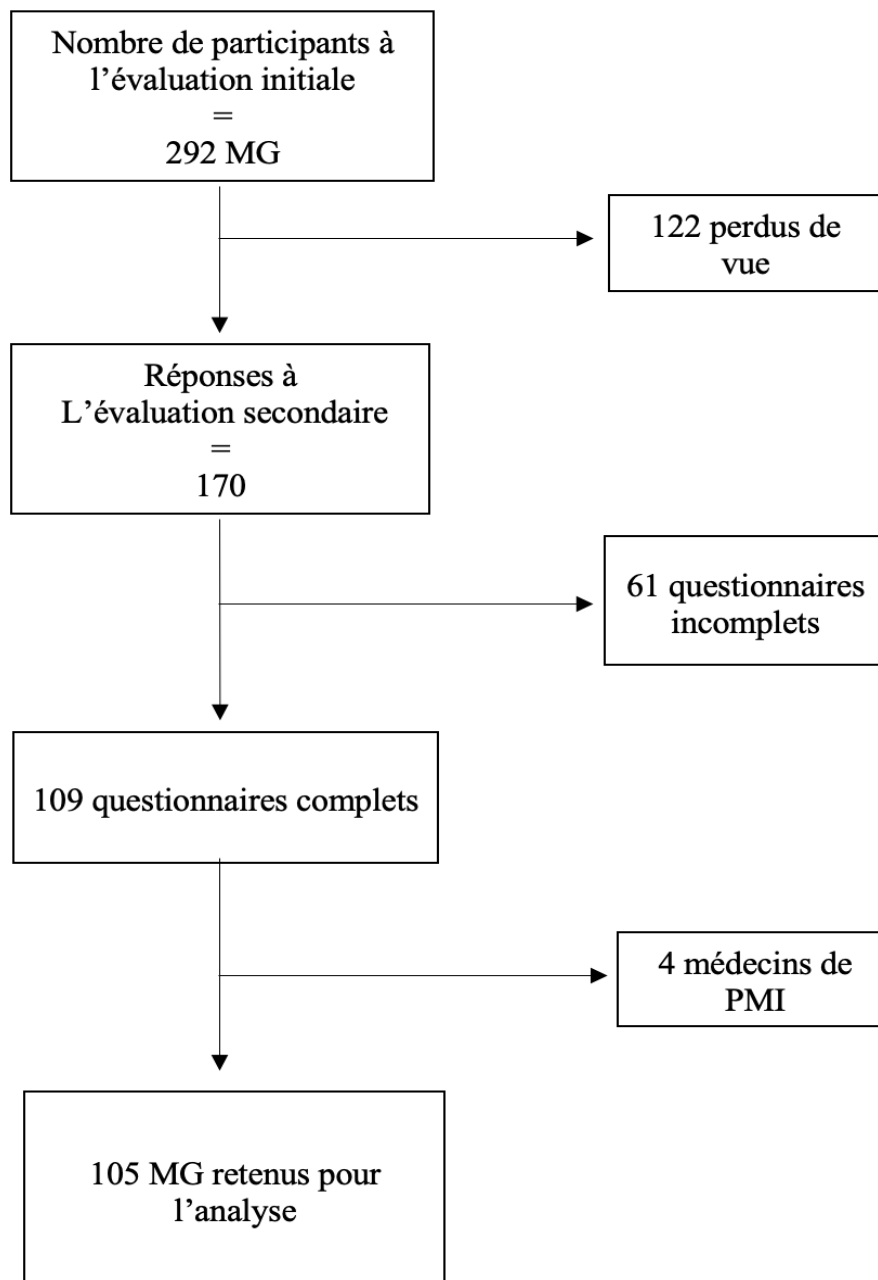 Nombre de participants à
l’évaluation initiale
=
292 MG
122 perdus de
vue
Réponses à
L’évaluation secondaire
=
170
61 questionnaires
incomplets
109 questionnaires complets
4 médecins de
PMI
105 MG retenus pour
l’analyse